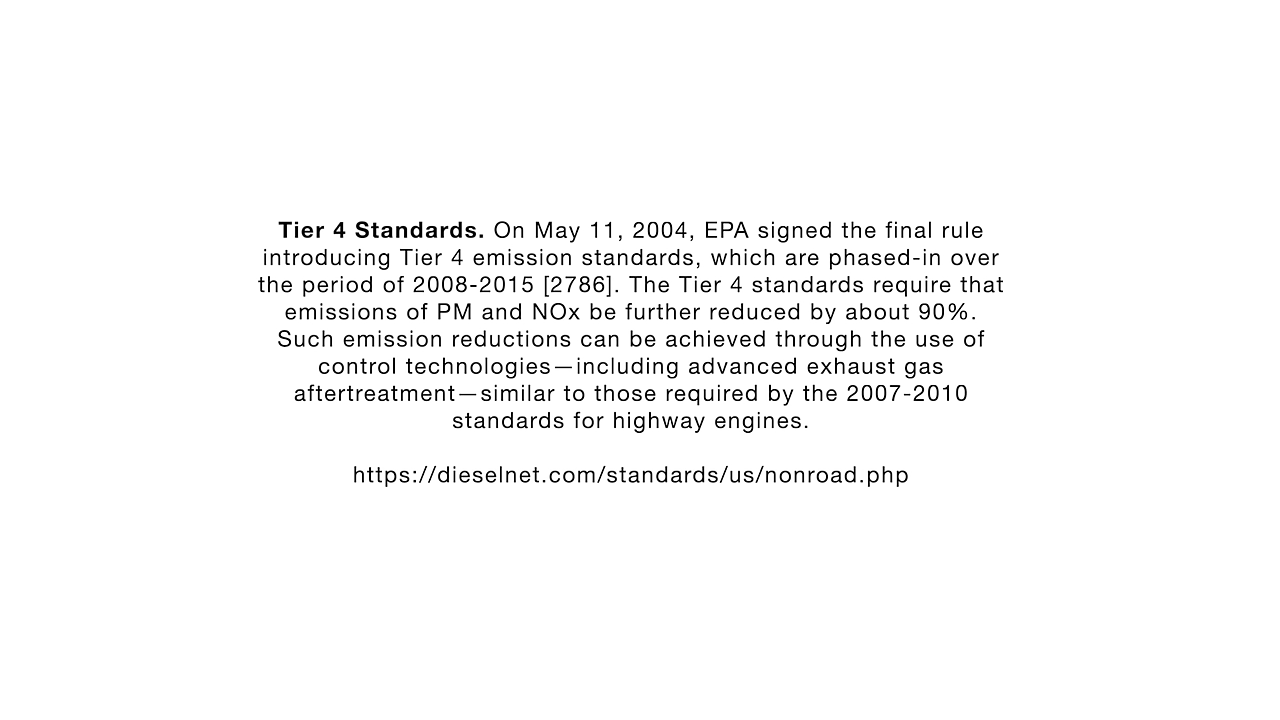 Tier 4 Standards. On May 11, 2004, EPA signed the final rule
introducing Tier 4 emission standards, which are phased-in over
the period of 2008-2015 [2786]. The Tier 4 standards require that
emissions of PM and NOx be further reduced by about 90%.
Such emission reductions can be achieved through the use of
control technologies—including advanced exhaust gas
aftertreatment—similar to those required by the 2007-2010
standards for highway engines.
https://dieselnet.com/standards/us/nonroad.php